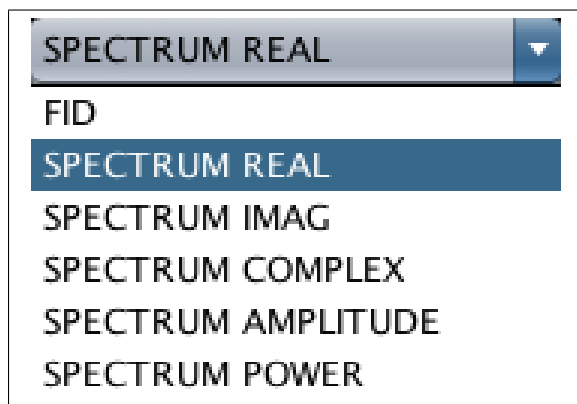 SPECTRUM REAL
FID
SPECTRUM REAL
SPECTRUM IMAG
SPECTRUM COMPLEX
SPECTRUM AMPLITUDE
SPECTRUM POWER